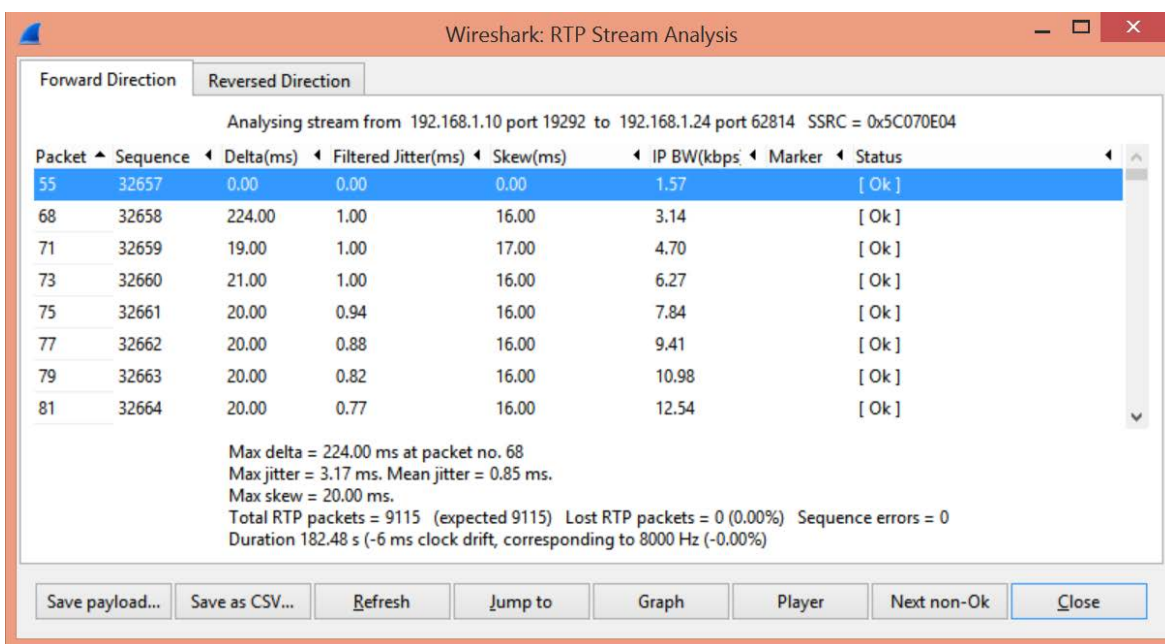 Wireshark: RTP Stream Analysis
Forward Direction Reversed Direction
Analysing stream from 192.168.1.10 port 19292 to 192.168.1.24 port 62814 SSRC = 0x5C070E04
Packet Sequence Delta(ms) Filtered Jitter(ms) Skew(ms) IP BW(kbps) Marker Status
55 32657 0.00 0.00 0.00 1.57 [ Ok ]
68 32658 224.00 1.00 16.00 3.14 [ Ok ]
71 32659 19.00 1.00 17.00 4.70 [ Ok ]
73 32660 21.00 1.00 16.00 6.27 [ Ok ]
75 32661 20.00 0.94 16.00 7.84 [ Ok ]
77 32662 20.00 0.88 16.00 9.41 [ Ok ]
79 32663 20.00 0.82 16.00 10.98 [ Ok ]
81 32664 20.00 0.77 16.00 12.54 [ Ok ]
Max delta = 224.00 ms at packet no. 68
Max jitter = 3.17 ms. Mean jitter = 0.85 ms.
Max skew = 20.00 ms.
Total RTP packets = 9115 (expected 9115) Lost RTP packets = 0 (0.00%) Sequence errors = 0
Duration 182.48 s (-6 ms clock drift, corresponding to 8000 Hz (-0.00%)
Save payload... Save as CSV... Refresh Jump to Graph Player Next non-Ok Close